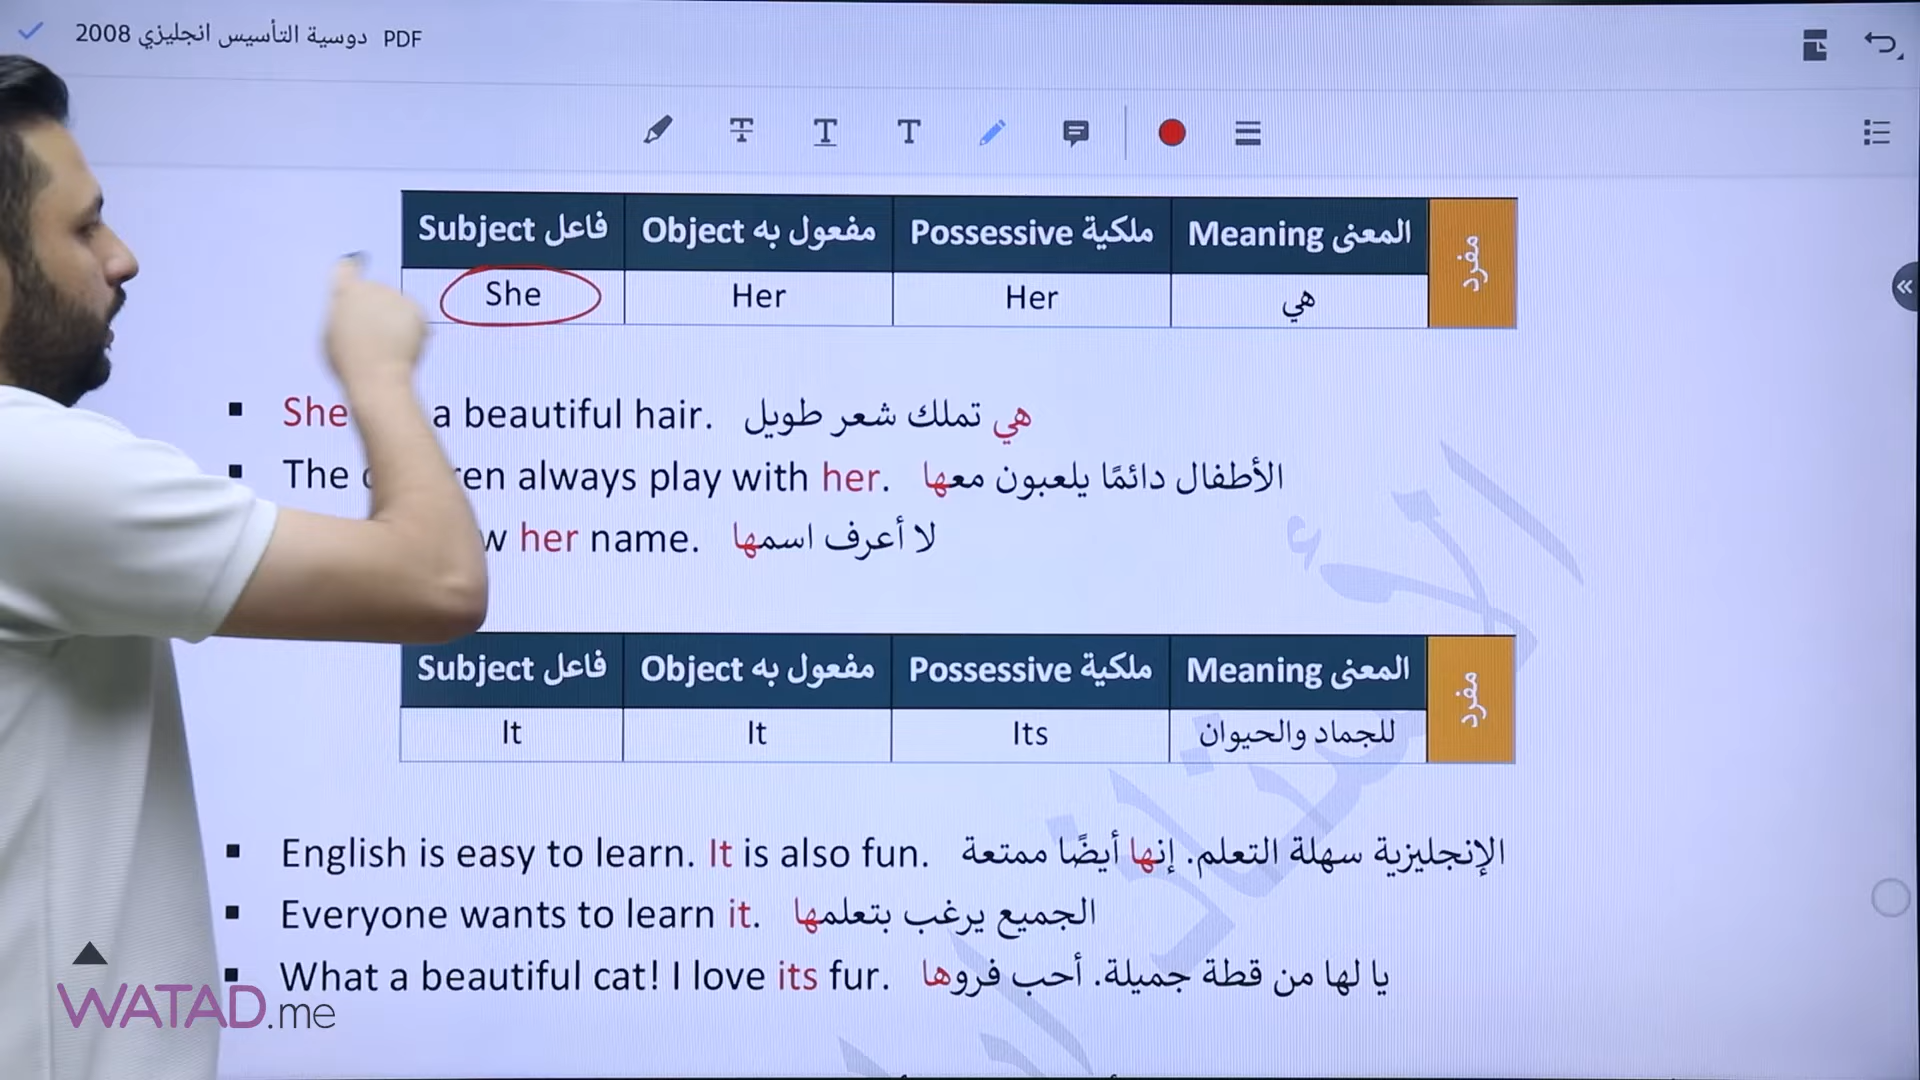 دوسية التأسيس انجليزي 2008 PDF
Subject فاعل Object مفعول به Possessive ملكية Meaning المعنى مفرد
She Her Her هي
She a beautiful hair. هي تملك شعر طويل
The always play with her. الأطفال دائمًا يلعبون معها
her name. لا أعرف اسمها
Subject فاعل Object مفعول به Possessive ملكية Meaning المعنى مفرد
It It Its للجماد والحيوان
English is easy to learn. It is also fun. الإنجليزية سهلة التعلم. إنها أيضًا ممتعة
Everyone wants to learn it. الجميع يرغب بتعلمها
What a beautiful cat! I love its fur. يا لها من قطة جميلة. أحب فروها
WATAD.me